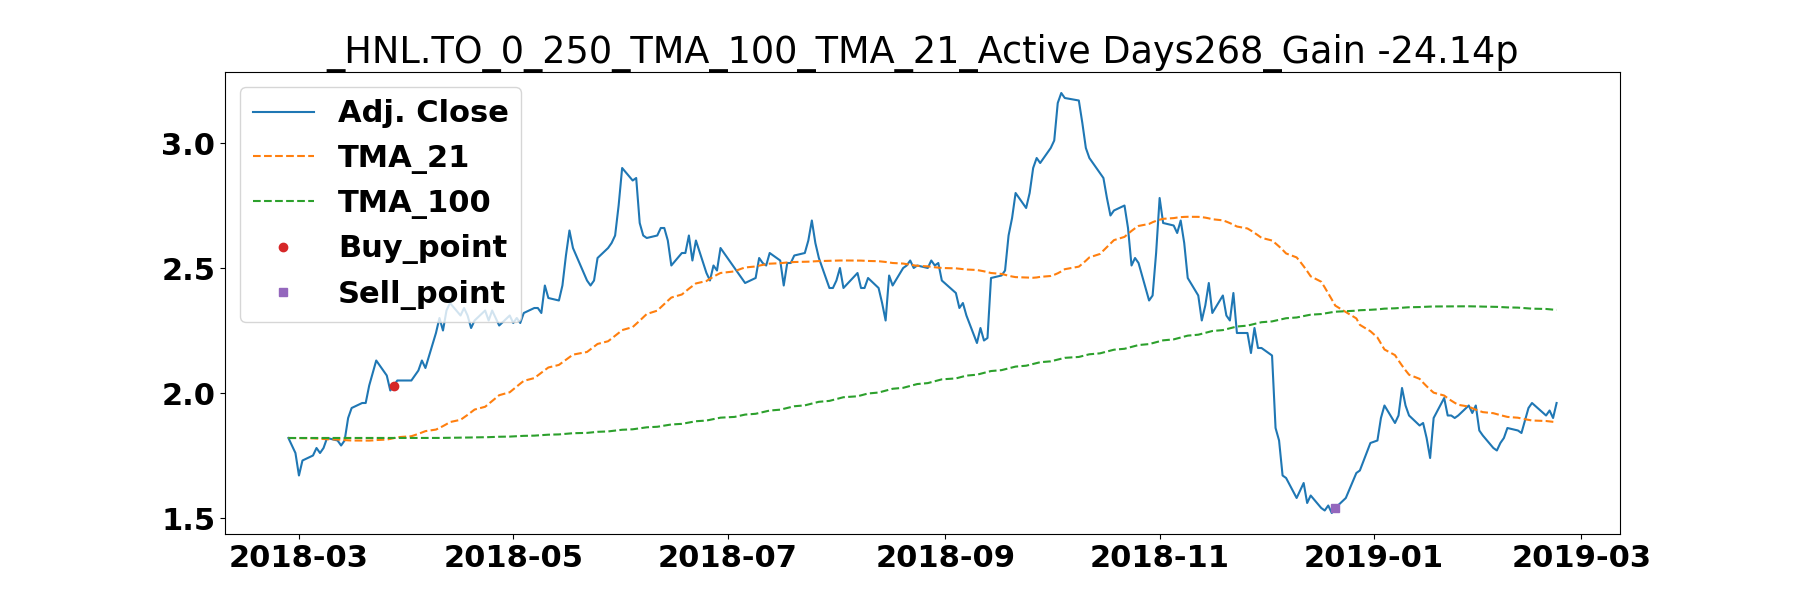 _HNL.TO_0_250_TMA_100_TMA_21_Active Days268_Gain -24.14p
Adj. Close
TMA_21
TMA_100
Buy_point
Sell_point
3.0
2.5
2.0
1.5
2018-03 2018-05 2018-07 2018-09 2018-11 2019-01 2019-03